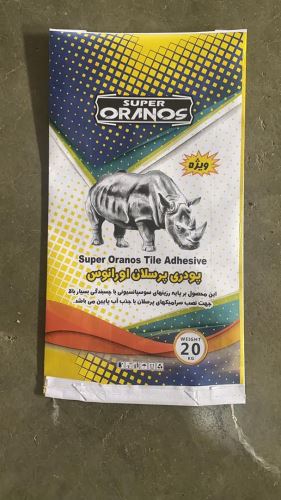 SUPER
ORANOS
ویژه
Super Oranos Tile Adhesive
پودری پرسلان اورانوس
این محصول بر پایه رزینهای سوسپانسیونی با چسبندگی بسیار بالا
جهت نصب سرامیکهای پرسلان با جذب آب پایین می باشد
WEIGHT
20
KG